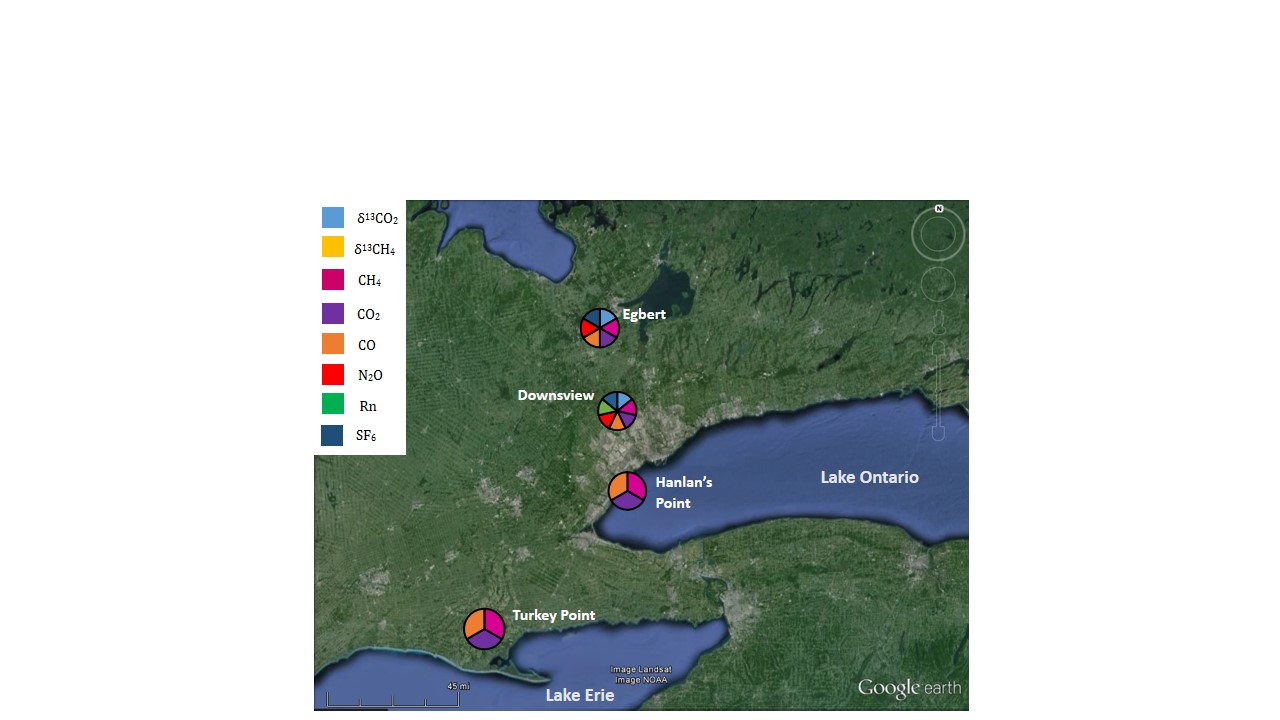 δ¹³CO₂
δ¹³CH₄
CH₄
CO₂
CO
N₂O
Rn
SF₆
N
Egbert
Downsview
Hanlan's
Point
Lake Ontario
Turkey Point
Image Landsat
Image NOAA
45 mi
Lake Erie
Google earth